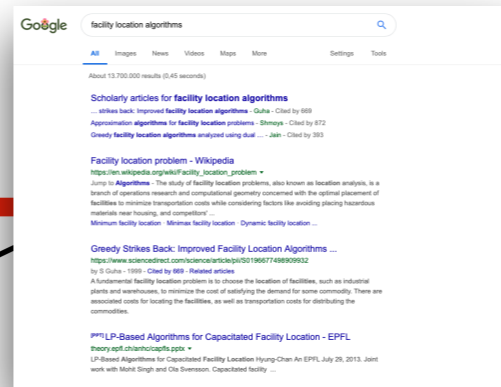 Google
facility location algorithms
All Images News Videos Maps More Settings Tools
About 13.700.000 results (0,45 seconds)
Scholarly articles for facility location algorithms
... strikes back: Improved facility location algorithms - Guha - Cited by 669
Approximation algorithms for facility location problems - Shmoys - Cited by 872
Greedy facility location algorithms analyzed using dual ... - Jain - Cited by 393
Facility location problem - Wikipedia
https://en.wikipedia.org/wiki/Facility_location_problem
Jump to Algorithms - The study of facility location problems, also known as location analysis, is a
branch of operations research and computational geometry concerned with the optimal placement of
facilities to minimize transportation costs while considering factors like avoiding placing hazardous
materials near housing, and competitors' ...
Minimum facility location · Minimax facility location · Dynamic facility location ...
Greedy Strikes Back: Improved Facility Location Algorithms ...
https://www.sciencedirect.com/science/article/pii/S0196677498909932
by S Guha - 1999 - Cited by 669 - Related articles
A fundamental facility location problem is to choose the location of facilities, such as industrial
plants and warehouses, to minimize the cost of satisfying the demand for some commodity. There are
associated costs for locating the facilities, as well as transportation costs for distributing the
commodities.
[PPT] LP-Based Algorithms for Capacitated Facility Location - EPFL
theory.epfl.ch/anhc/capfls.pptx
LP-Based Algorithms for Capacitated Facility Location Hyung-Chan An EPFL July 29, 2013. Joint
work with Mohit Singh and Ola Svensson. Capacitated facility ...